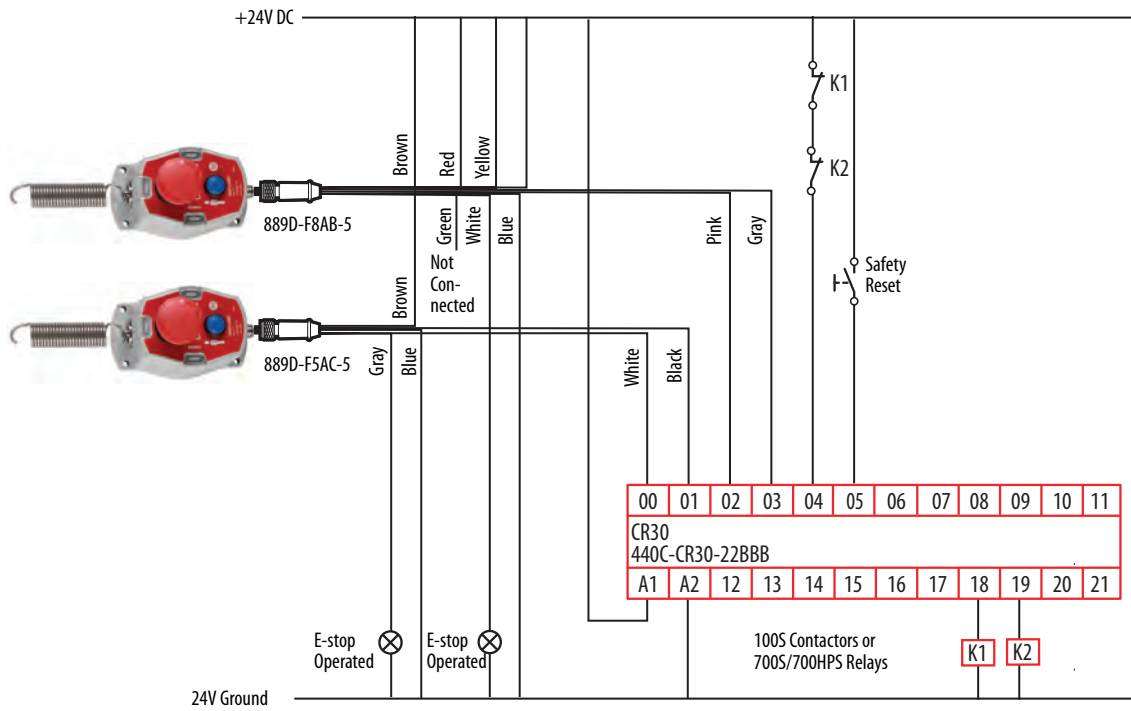 +24V DC
K1
K2
Brown
Red
Yellow
889D-F8AB-5
Green
White
Blue
Not
Con-
nected
Pink
Gray
Safety
Reset
Brown
889D-F5AC-5
Gray
Blue
White
Black
00 01 02 03 04 05 06 07 08 09 10 11
CR30
440C-CR30-22BBB
A1 A2 12 13 14 15 16 17 18 19 20 21
E-stop
Operated
E-stop
Operated
100S Contactors or
700S/700HPS Relays
K1
K2
24V Ground